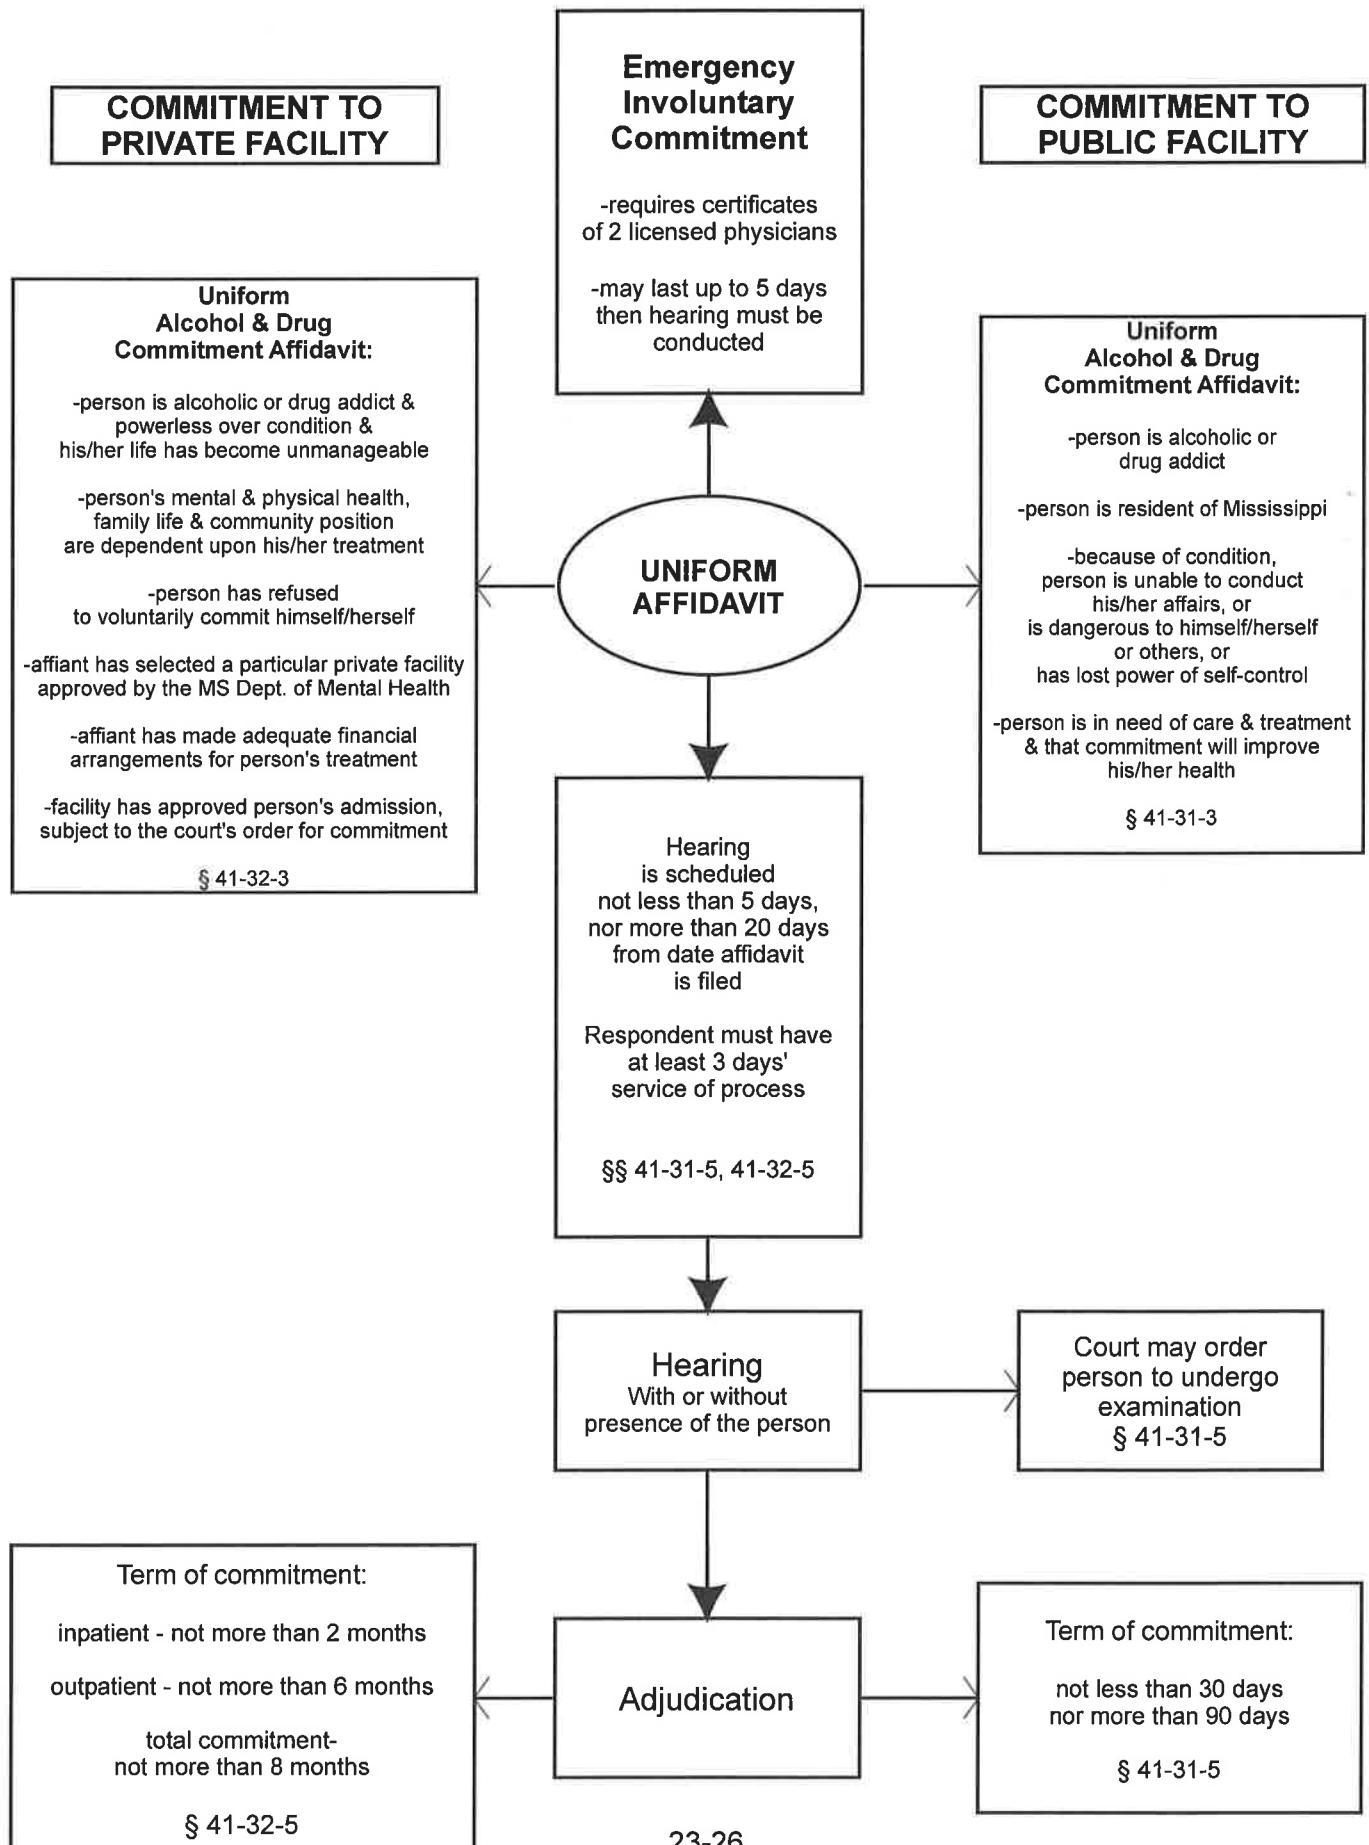 COMMITMENT TO
PRIVATE FACILITY
Emergency
Involuntary
Commitment
-requires certificates
of 2 licensed physicians
-may last up to 5 days
then hearing must be
conducted
COMMITMENT TO
PUBLIC FACILITY
Uniform
Alcohol & Drug
Commitment Affidavit:
-person is alcoholic or drug addict &
powerless over condition &
his/her life has become unmanageable
-person's mental & physical health,
family life & community position
are dependent upon his/her treatment
-person has refused
to voluntarily commit himself/herself
-affiant has selected a particular private facility
approved by the MS Dept. of Mental Health
-affiant has made adequate financial
arrangements for person's treatment
-facility has approved person's admission,
subject to the court's order for commitment
§ 41-32-3
UNIFORM
AFFIDAVIT
Uniform
Alcohol & Drug
Commitment Affidavit:
-person is alcoholic or
drug addict
-person is resident of Mississippi
-because of condition,
person is unable to conduct
his/her affairs, or
is dangerous to himself/herself
or others, or
has lost power of self-control
-person is in need of care & treatment
& that commitment will improve
his/her health
§ 41-31-3
Hearing
is scheduled
not less than 5 days,
nor more than 20 days
from date affidavit
is filed
Respondent must have
at least 3 days'
service of process
§§ 41-31-5, 41-32-5
Hearing
With or without
presence of the person
Court may order
person to undergo
examination
§ 41-31-5
Term of commitment:
inpatient - not more than 2 months
outpatient - not more than 6 months
total commitment-
not more than 8 months
§ 41-32-5
Adjudication
Term of commitment:
not less than 30 days
nor more than 90 days
§ 41-31-5
23-26